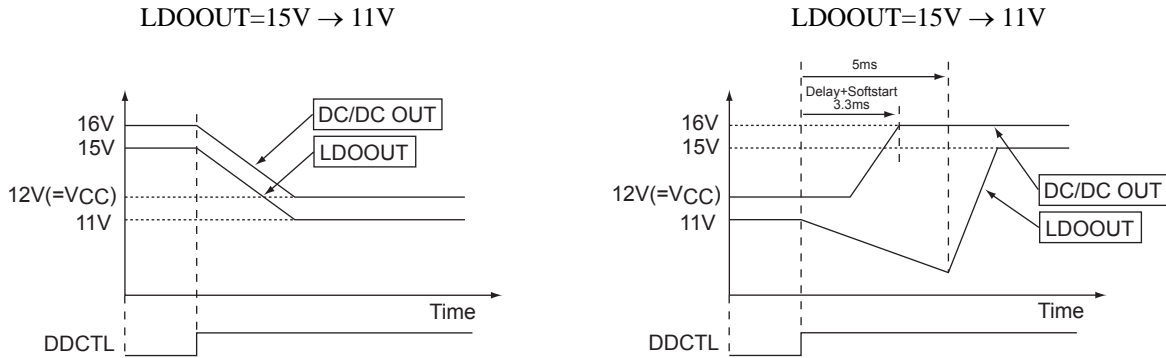 LDOOUT=15V → 11V
16V
15V
12V(=VCC)
11V
DC/DC OUT
LDOOUT
Time
DDCTL
LDOOUT=15V → 11V
5ms
Delay+Softstart
3.3ms
16V
15V
12V(=VCC)
11V
DC/DC OUT
LDOOUT
Time
DDCTL